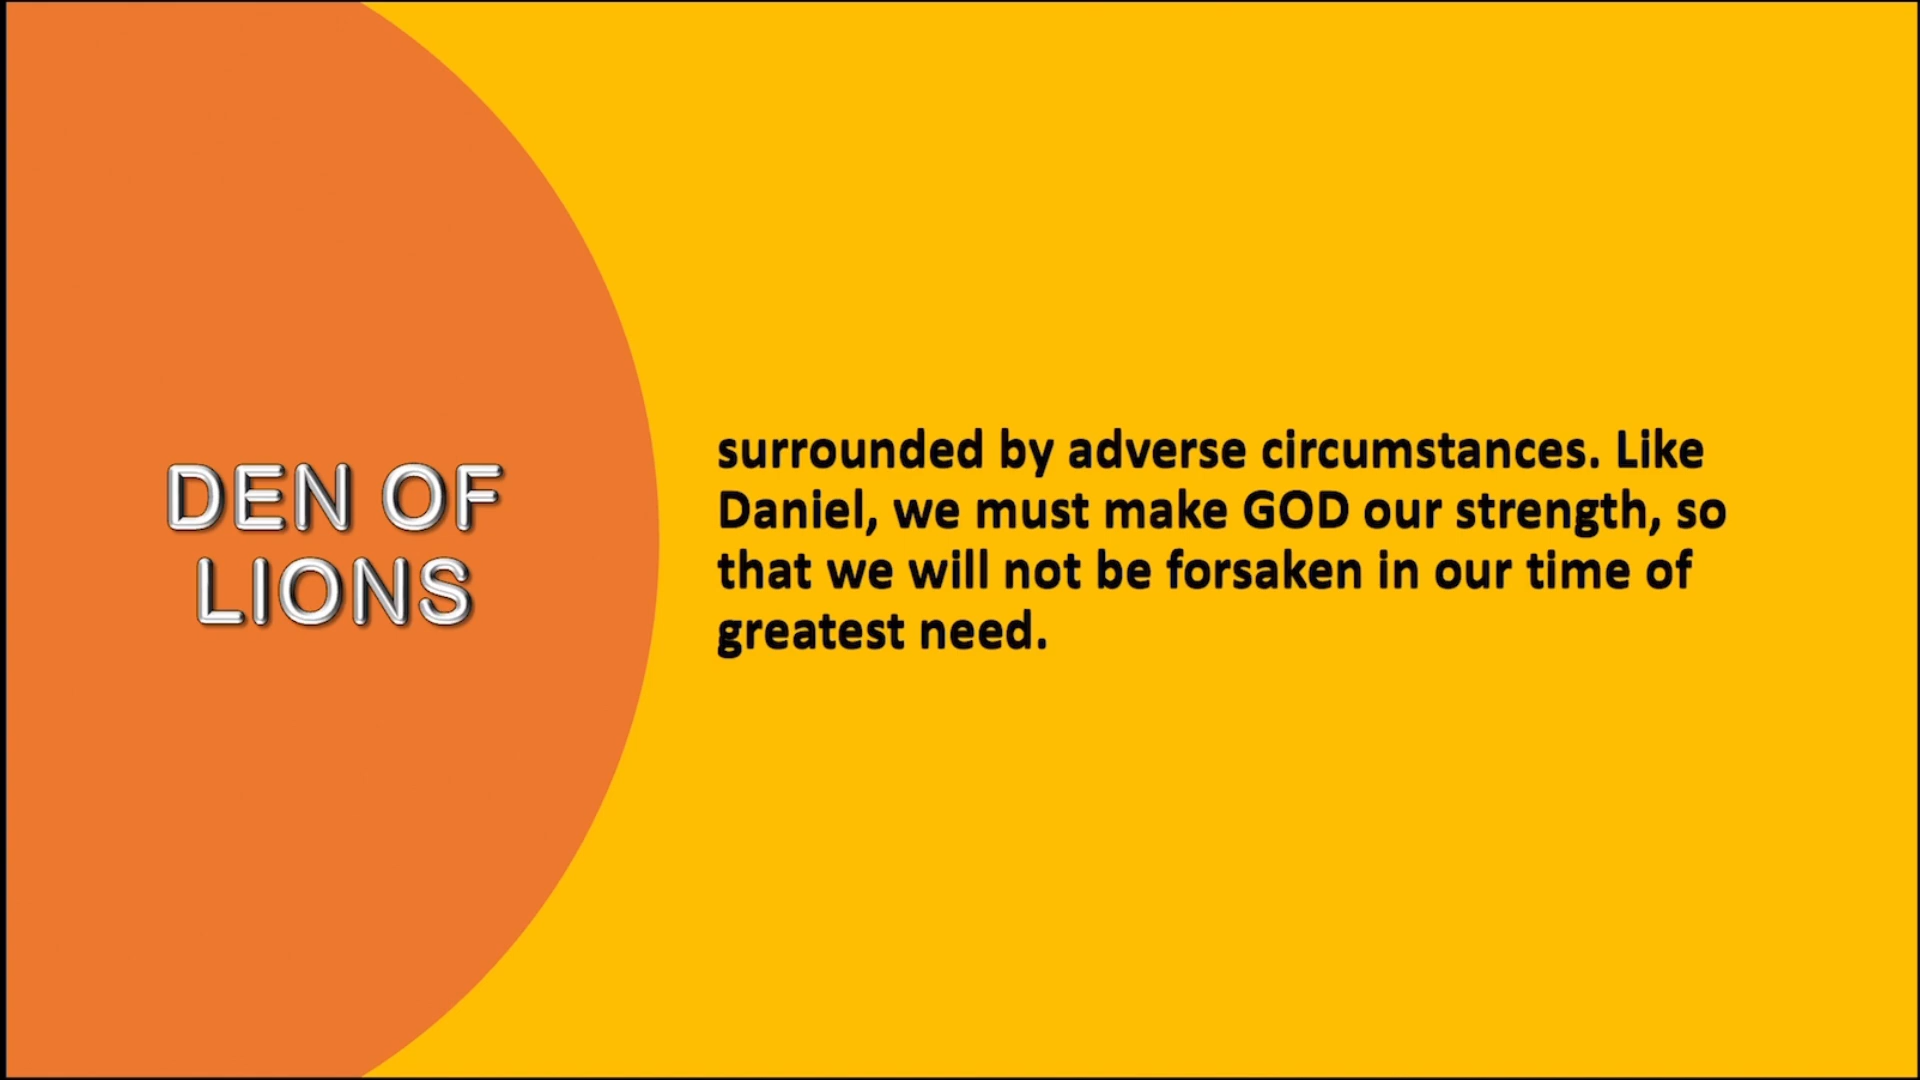 DEN OF
LIONS
surrounded by adverse circumstances. Like
Daniel, we must make GOD our strength, so
that we will not be forsaken in our time of
greatest need.